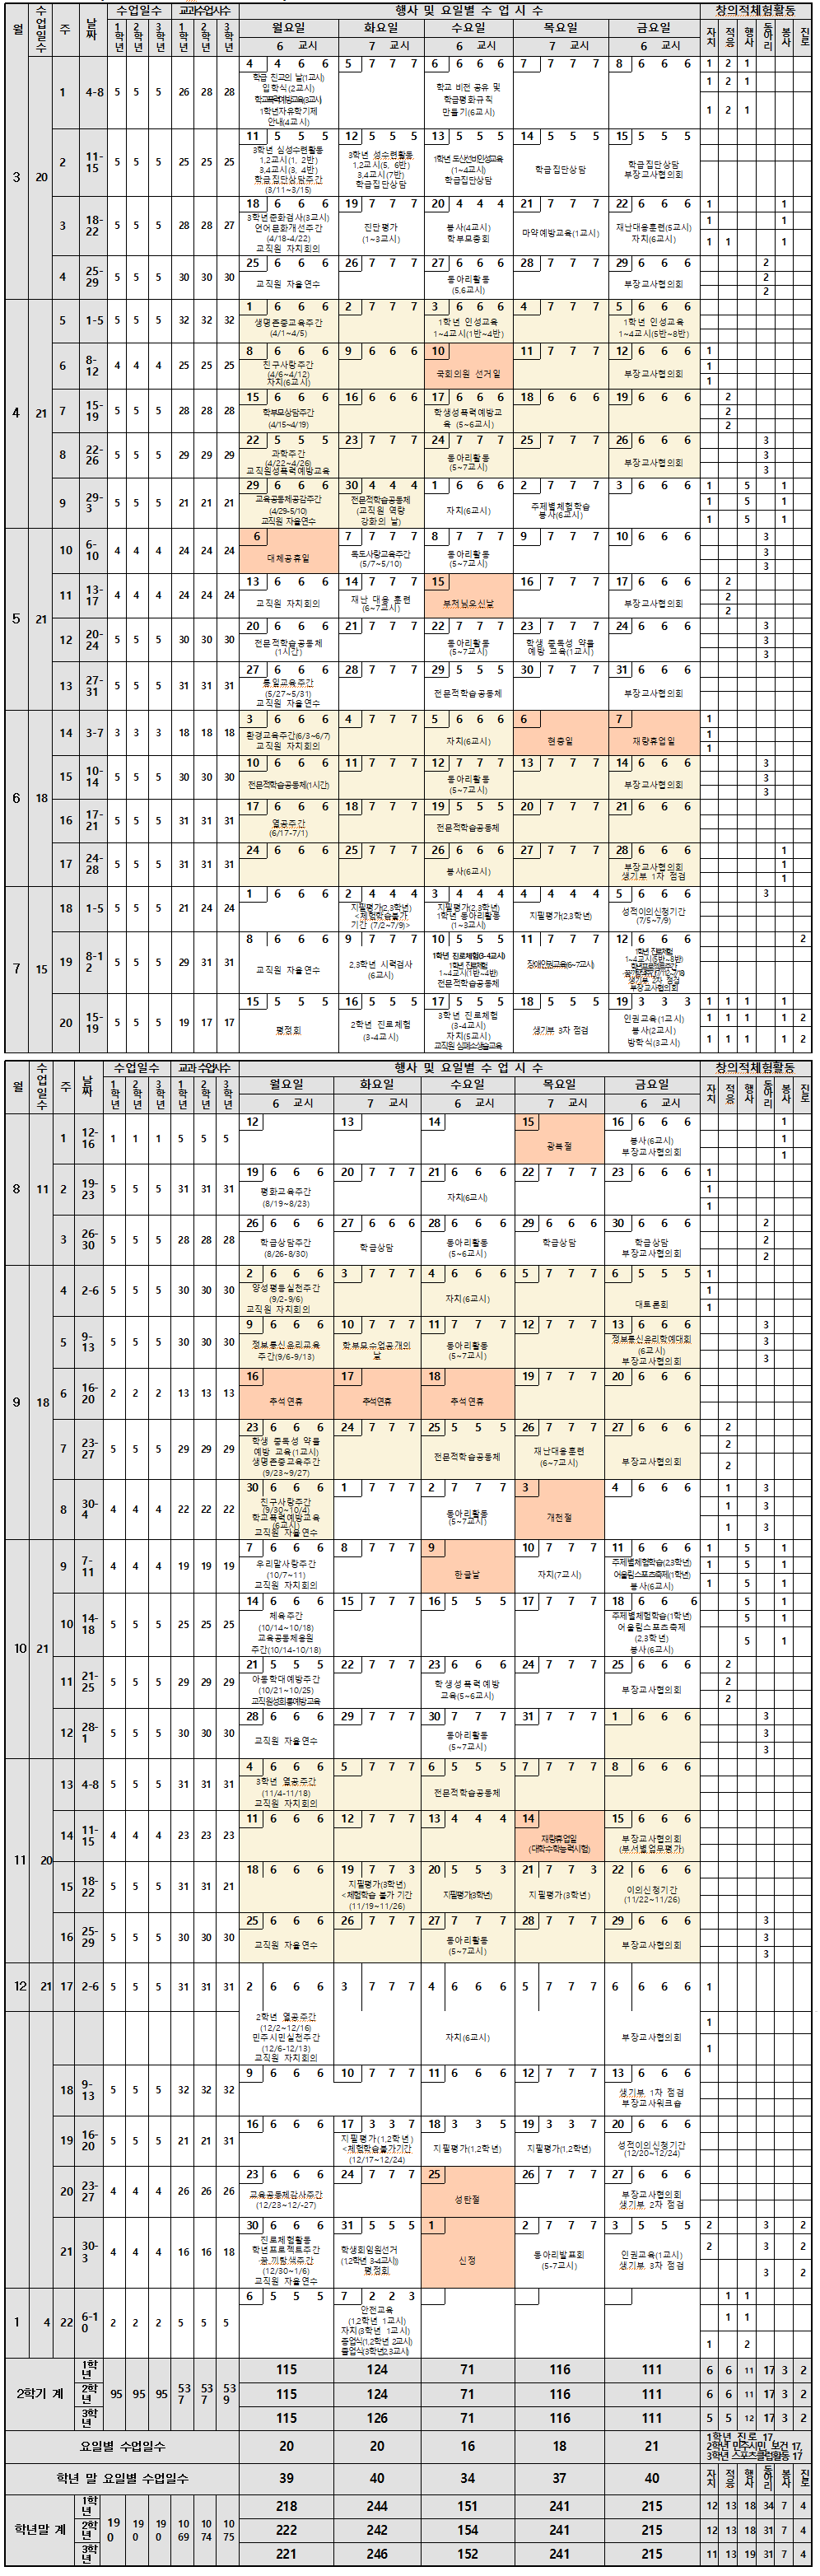 월 수업일수 주 날짜 수업일수 교과수업시수 행사 및 요일별 수 업 시 수 창의적체험활동
1학년 2학년 3학년 1학년 2학년 3학년 월요일 화요일 수요일 목요일 금요일 자치 적응 행사 동아리 봉사 진로
6 교시 7 교시 6 교시 7 교시 6 교시
3 20 1 4-8 5 5 5 26 28 28
4 6 6 6 5 7 7 7 6 6 6 6 7 7 7 7 8 6 6 6 1 2 1
1 2 1
1 2 1
학급 친교의 날(1교시)
입학식(2교시)
학교폭력예방교육(3교시)
1학년자유학기제
안내(4교시)
학교 비전 공유 및
학급평화규칙
만들기(6교시)
2 11-15 5 5 5 25 25 25
11 5 5 5 12 5 5 5 13 5 5 5 14 5 5 5 15 5 5 5
3학년 심성수련활동
1,2교시(1, 2반)
3,4교시(3, 4반)
학급집단상담주간
(3/11~3/15)
3학년 성수련활동
1,2교시(5, 6반)
3,4교시(7반)
학급집단상담
1학년 도산선비인성교육
(1~4교시)
학급집단상담
학급집단상담
학급집단상담
부장교사협의회
3 18-22 5 5 5 28 28 27
18 6 6 6 19 7 7 7 20 4 4 4 21 7 7 7 22 6 6 6 1 1
1 1
1 1 1
3학년준화검사(3교시)
언어문화개선주간
(4/18-4/22)
교직원 자치회의
진단평가
(1~3교시)
봉사(4교시)
학부모총회
마약예방교육(1교시)
재난대응훈련(5교시)
자치(6교시)
4 25-29 5 5 5 30 30 30
25 6 6 6 26 7 7 7 27 6 6 6 28 7 7 7 29 6 6 6 2
2
2
교직원 자율연수
동아리활동
(5,6교시)
부장교사협의회
4 21 5 1-5 5 5 5 32 32 32
1 6 6 6 2 7 7 7 3 6 6 6 4 7 7 7 5 6 6 6
생명존중교육주간
(4/1~4/5)
1학년 인성교육
1~4교시(1반~4반)
1학년 인성교육
1~4교시(5반~8반)
6 8-12 4 4 4 25 25 25
8 6 6 6 9 6 6 6 10 11 7 7 7 12 6 6 6 1
1
1
친구사랑주간
(4/6~4/12)
자치(6교시)
국회의원 선거일
부장교사협의회
7 15-19 5 5 5 28 28 28
15 6 6 6 16 6 6 6 17 6 6 6 18 6 6 6 19 6 6 6 2
2
2
학부모상담주간
(4/15~4/19)
학생성폭력예방교
육 (5~6교시)
8 22-26 5 5 5 29 29 29
22 5 5 5 23 7 7 7 24 7 7 7 25 7 7 7 26 6 6 6 3
3
3
과학주간
(4/22~4/26)
교직원성폭력예방교육
동아리활동
(5~7교시)
부장교사협의회
9 29-3 5 5 5 21 21 21
29 6 6 6 30 4 4 4 1 6 6 6 2 7 7 7 3 6 6 6 1 5 1
1 5 1
1 5 1
교육공동체공감주간
(4/29-5/10)
교직원 자율연수
전문적학습공동체
(교직원 역량
강화의 날)
자치(6교시)
주제별체험학습
봉사(6교시)
5 21 10 6-10 4 4 4 24 24 24
6 7 7 7 7 8 7 7 7 9 7 7 7 10 6 6 6 3
3
3
대체공휴일
독도사랑교육주간
(5/7~5/10)
동아리활동
(5~7교시)
11 13-17 4 4 4 24 24 24
13 6 6 6 14 7 7 7 15 16 7 7 7 17 6 6 6 2
2
2
교직원 자치회의
재난 대응 훈련
(6~7교시)
부처님오신날
부장교사협의회
12 20-24 5 5 5 30 30 30
20 6 6 6 21 7 7 7 22 7 7 7 23 7 7 7 24 6 6 6 3
3
3
전문적학습공동체
(1시간)
동아리활동
(5~7교시)
학생 중독성 약물
예방 교육(1교시)
13 27-31 5 5 5 31 31 31
27 6 6 6 28 7 7 7 29 5 5 5 30 7 7 7 31 6 6 6
통일교육주간
(5/27~5/31)
교직원 자율연수
전문적학습공동체
부장교사협의회
6 18 14 3-7 3 3 3 18 18 18
3 6 6 6 4 7 7 7 5 6 6 6 6 7 1
1
1
환경교육주간(6/3~6/7)
교직원 자치회의
자치(6교시)
현충일
재량휴업일
15 10-14 5 5 5 30 30 30
10 6 6 6 11 7 7 7 12 7 7 7 13 7 7 7 14 6 6 6 3
3
3
전문적학습공동체(1시간)
동아리활동
(5~7교시)
부장교사협의회
16 17-21 5 5 5 31 31 31
17 6 6 6 18 7 7 7 19 5 5 5 20 7 7 7 21 6 6 6
열공주간
(6/17-7/1)
전문적학습공동체
17 24-28 5 5 5 31 31 31
24 6 6 6 25 7 7 7 26 6 6 6 27 7 7 7 28 6 6 6 1
1
1
봉사(6교시)
부장교사협의회
생기부 1차 점검
7 15 18 1-5 5 5 5 21 24 24
1 6 6 6 2 4 4 4 3 4 4 4 4 4 4 4 5 6 6 6 3
지필평가(2,3학년)
<체험학습불가
기간 (7/2~7/9)>
지필평가(2,3학년)
1학년 동아리활동
(1~3교시)
지필평가(2,3학년)
성적이의신청기간
(7/5~7/9)
19 8-12 5 5 5 29 31 31
8 6 6 6 9 7 7 7 10 5 5 5 11 7 7 7 12 6 6 6 2
교직원 자율연수
2,3학년 시력검사
(6교시)
1학년 진로체험(3-4교시)
1학년 진로체험
1~4교시(1반~4반)
전문적학습공동체
장애인권교육(6~7교시)
1학년 진로체험
1~4교시(5반~8반)
생기부 2차 점검
부장교사협의회
20 15-19 5 5 5 19 17 17
15 5 5 5 16 5 5 5 17 5 5 5 18 5 5 5 19 3 3 3 1 1 1 1
1 1 1 1 2
1 1 1 1 2
평정회
2학년 진로체험
(3-4교시)
3학년 진로체험
(3-4교시)
자치(5교시)
교직원 심폐소생술교육
생기부 3차 점검
인권교육(1교시)
봉사(2교시)
방학식(3교시)
월 수업일수 주 날짜 수업일수 교과수업시수 행사 및 요일별 수 업 시 수 창의적체험활동
1학년 2학년 3학년 1학년 2학년 3학년 월요일 화요일 수요일 목요일 금요일 자치 적응 행사 동아리 봉사 진로
6 교시 7 교시 6 교시 7 교시 6 교시
8 11 1 12-16 1 1 1 5 5 5
12 13 14 15 16 6 6 6 1
1
1
광복절
봉사(6교시)
부장교사협의회
2 19-23 5 5 5 31 31 31
19 6 6 6 20 7 7 7 21 6 6 6 22 7 7 7 23 6 6 6 1
1
1
평화교육주간
(8/19~8/23)
자치(6교시)
3 26-30 5 5 5 28 28 28
26 6 6 6 27 6 6 6 28 6 6 6 29 6 6 6 30 6 6 6 2
2
2
학급상담주간
(8/26-8/30)
학급상담
동아리활동
(5~6교시)
학급상담
학급상담
부장교사협의회
9 18 4 2-6 5 5 5 30 30 30
2 6 6 6 3 7 7 7 4 6 6 6 5 7 7 7 6 5 5 5 1
1
1
양성평등실천주간
(9/2~9/6)
교직원 자치회의
자치(6교시)
대토론회
5 9-13 5 5 5 30 30 30
9 6 6 6 10 7 7 7 11 7 7 7 12 7 7 7 13 6 6 6 3
3
3
정보통신윤리교육
주간(9/6-9/13)
학부모수업공개의
날
동아리활동
(5~7교시)
정보통신윤리학예대회
(6교시)
부장교사협의회
6 16-20 2 2 2 13 13 13
16 17 18 19 7 7 7 20 6 6 6
추석연휴
추석연휴
추석연휴
7 23-27 5 5 5 29 29 29
23 6 6 6 24 7 7 7 25 5 5 5 26 7 7 7 27 6 6 6 2
2
2
학생 중독성 약물
예방 교육(1교시)
생명존중교육주간
(9/23~9/27)
전문적학습공동체
재난대응훈련
(6~7교시)
부장교사협의회
8 30-4 4 4 4 22 22 22
30 6 6 6 1 7 7 7 2 7 7 7 3 4 6 6 6 1 3
1 3
1 3
친구사랑주간
(9/30~10/4)
학교폭력예방교육
(6교시)
교직원 자율연수
동아리활동
(5~7교시)
개천절
10 21 9 7-11 4 4 4 19 19 19
7 6 6 6 8 7 7 7 9 10 7 7 7 11 6 6 6 1 5 1
1 5 1
1 5 1
우리말사랑주간
(10/7~11)
교직원 자치회의
한글날
자치(7교시)
주제별체험학습(2,3학년)
어울림스포츠축제(1학년)
봉사(6교시)
10 14-18 5 5 5 25 25 25
14 6 6 6 15 7 7 7 16 5 5 5 17 7 7 7 18 6 6 6 5 1
5 1
5 1
체육주간
(10/14~10/18)
교육공동체응원
주간(10/14-10/18)
주제별체험학습(1학년)
어울림스포츠축제
(2,3학년)
봉사(6교시)
11 21-25 5 5 5 29 29 29
21 5 5 5 22 7 7 7 23 6 6 6 24 7 7 7 25 6 6 6 2
2
2
아동학대예방주간
(10/21~10/25)
교직원성희롱예방교육
학생성폭력예방
교육(5~6교시)
부장교사협의회
12 28-1 5 5 5 30 30 30
28 6 6 6 29 7 7 7 30 7 7 7 31 7 7 7 1 6 6 6 3
3
3
교직원 자율연수
동아리활동
(5~7교시)
11 20 13 4-8 5 5 5 31 31 31
4 6 6 6 5 7 7 7 6 5 5 5 7 7 7 7 8 6 6 6
3학년 열공주간
(11/4~11/18)
교직원 자치회의
전문적학습공동체
14 11-15 4 4 4 23 23 23
11 6 6 6 12 7 7 7 13 4 4 4 14 15 6 6 6
재량휴업일
(대학수학능력시험)
부장교사협의회
(부서별업무평가)
15 18-22 5 5 5 31 31 21
18 6 6 6 19 7 7 3 20 5 5 3 21 7 7 3 22 6 6 6
지필평가(3학년)
<체험학습 불가 기간
(11/19~11/26)
지필평가(3학년)
지필평가(3학년)
이의신청기간
(11/22~11/26)
16 25-29 5 5 5 30 30 30
25 6 6 6 26 7 7 7 27 7 7 7 28 7 7 7 29 6 6 6 3
3
3
교직원 자율연수
동아리활동
(5~7교시)
부장교사협의회
12 21 17 2-6 5 5 5 31 31 31
2 6 6 6 3 7 7 7 4 6 6 6 5 7 7 7 6 6 6 6 1
1
1
2학년 열공주간
(12/2~12/16)
민주시민실천주간
(12/6-12/13)
교직원 자치회의
자치(6교시)
부장교사협의회
18 9-13 5 5 5 32 32 32
9 6 6 6 10 7 7 7 11 6 6 6 12 7 7 7 13 6 6 6
생기부 1차 점검
부장교사워크숍
19 16-20 5 5 5 21 21 31
16 6 6 6 17 3 3 7 18 3 3 5 19 3 3 7 20 6 6 6
지필평가(1,2학년)
<체험학습불가기간
(12/17~12/24)
지필평가(1,2학년)
지필평가(1,2학년)
성적이의신청기간
(12/20~12/24)
20 23-27 4 4 4 26 26 26
23 6 6 6 24 7 7 7 25 26 7 7 7 27 6 6 6
교육공동체감사주간
(12/23~12/-27)
성탄절
부장교사협의회
생기부 2차 점검
21 30-3 4 4 4 16 16 18
30 6 6 6 31 5 5 5 1 2 7 7 7 3 5 5 5 2 3 2
2 3 2
3 2
진로체험활동
학년프로젝트주간
꿈,끼탐색주간
(12/30~1/6)
교직원 자율연수
학생회임원선거
(1,2학년 3-4교시)
평정회
신정
동아리발표회
(5-7교시)
인권교육(1교시)
생기부 3차 점검
1 4 22 6-10 2 2 2 5 5 5
6 5 5 5 7 2 2 3 1 1
1 1
1 2
안전교육
(1,2학년 1교시)
자치(3학년 1교시)
종업식(1,2학년 2교시)
졸업식(3학년2,3교시)
2학기 계 95 95 95 537 537 539
1학년 115 124 71 116 111 6 6 11 17 3 2
2학년 115 124 71 116 111 6 6 11 17 3 2
3학년 115 126 71 116 111 5 5 12 17 3 2
요일별 수업일수 20 20 16 18 21
1학년 진로 17,
2학년 민주시민, 보건 17,
3학년 스포츠클럽활동 17
학년 말 요일별 수업일수 39 40 34 37 40 자치 적응 행사 동아리 봉사 진로
학년말 계 190 190 190 1069 1074 1075
1학년 218 244 151 241 215 12 13 18 34 7 4
2학년 222 242 154 241 215 12 13 18 31 7 4
3학년 221 246 152 241 215 11 13 19 31 7 4